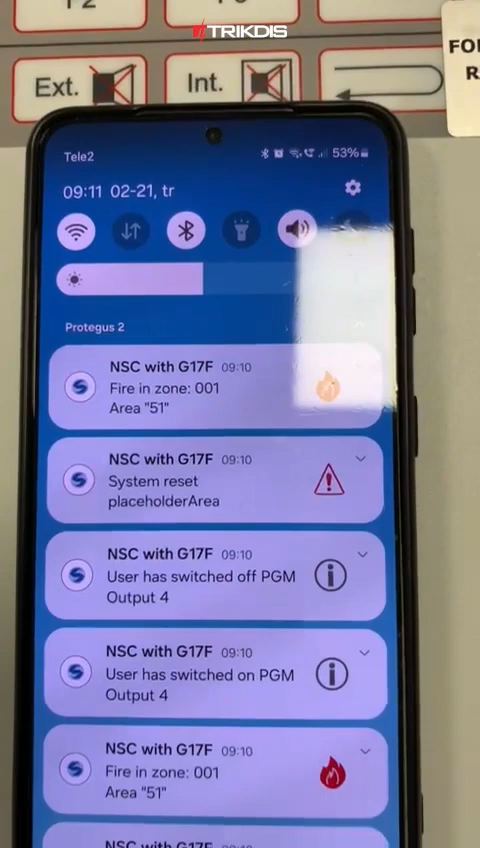 TRIKDIS
FO
R
Ext.
Int.
Tele2
53%
09:11 02-21, tr
Protegus 2
NSC with G17F 09:10
Fire in zone: 001
Area "51"
NSC with G17F 09:10
System reset
placeholderArea
NSC with G17F 09:10
User has switched off PGM
Output 4
NSC with G17F 09:10
User has switched on PGM
Output 4
NSC with G17F 09:10
Fire in zone: 001
Area "51"
NSC with G17F